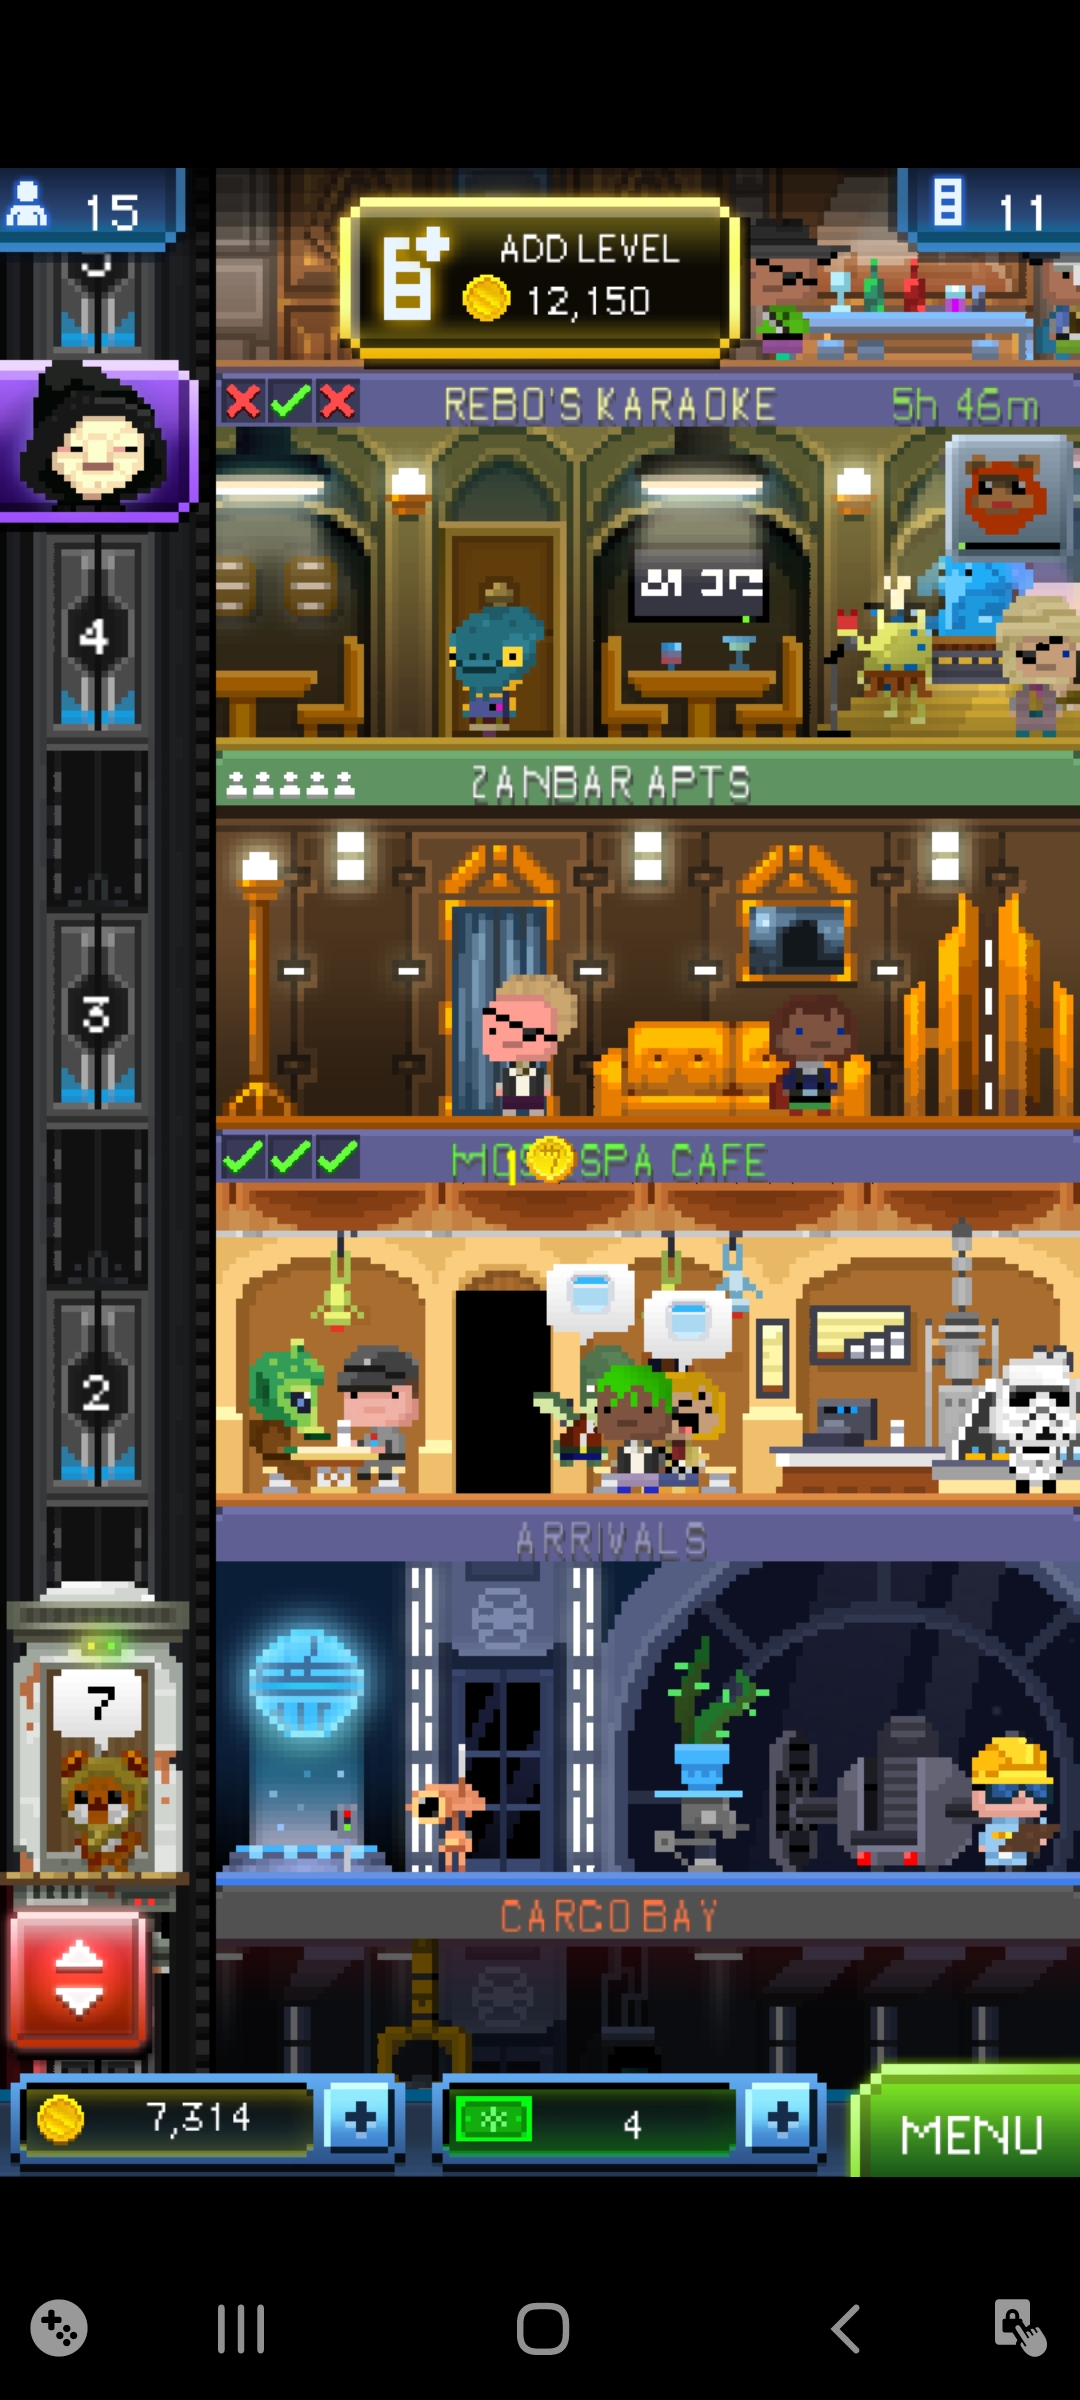 15
11
ADD LEVEL
12,150
REBO'S KARAOKE
5h 46m
4
ZANBAR APTS
3
MOS SPA CAFE
1
2
ARRIVALS
7
CARGO BAY
7,314
4
MENU